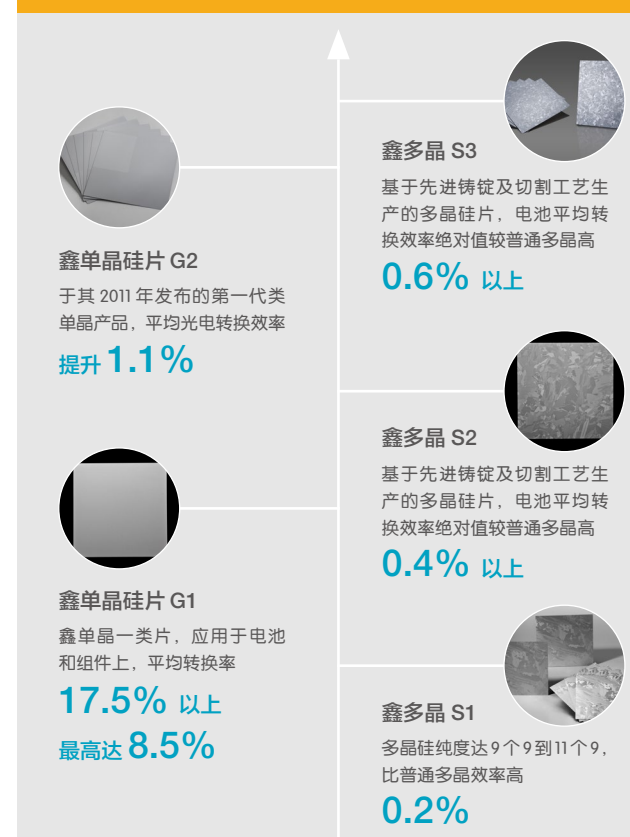 鑫单晶硅片 G2
于其 2011 年发布的第一代类
单晶产品，平均光电转换效率
提升 1.1%
鑫单晶硅片 G1
鑫单晶一类片，应用于电池
和组件上，平均转换率
17.5% 以上
最高达 8.5%
鑫多晶 S3
基于先进铸锭及切割工艺生
产的多晶硅片，电池平均转
换效率绝对值较普通多晶高
0.6% 以上
鑫多晶 S2
基于先进铸锭及切割工艺生
产的多晶硅片，电池平均转
换效率绝对值较普通多晶高
0.4% 以上
鑫多晶 S1
多晶硅纯度达 9 个 9 到 11 个 9，
比普通多晶效率高
0.2%